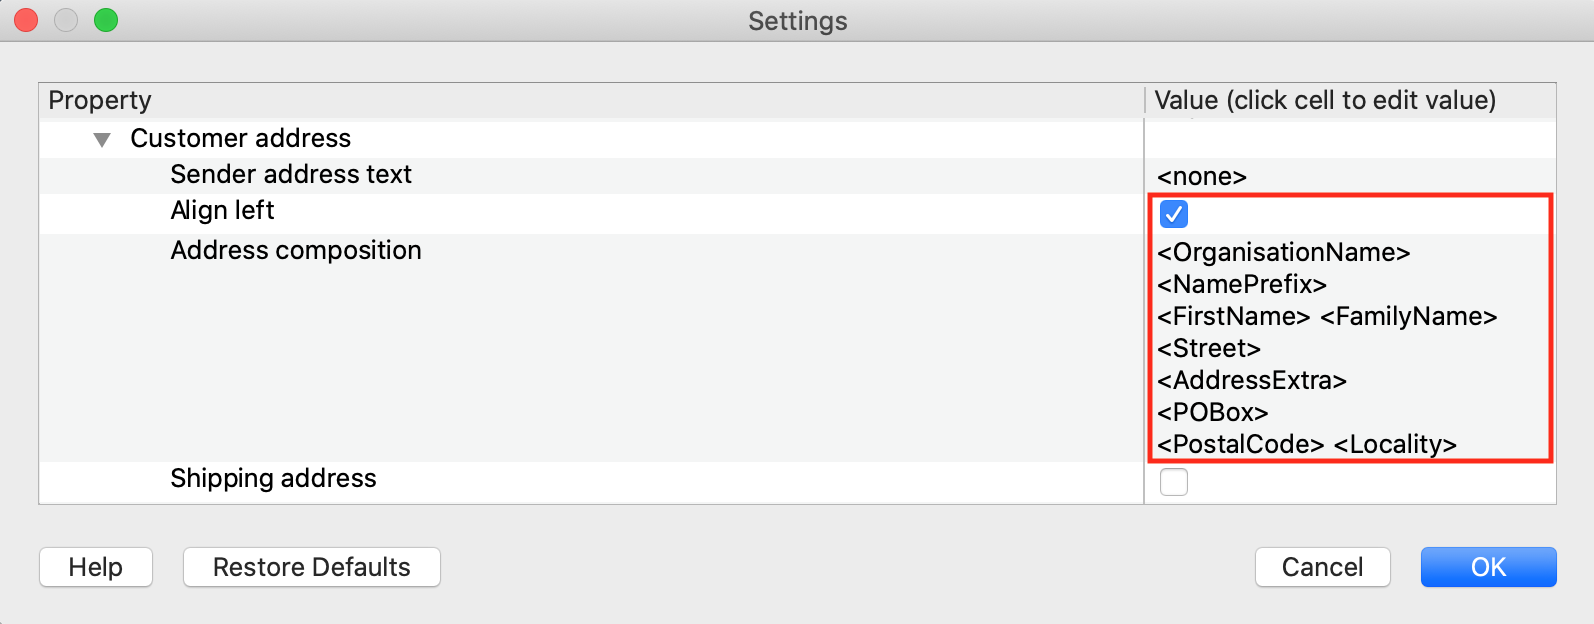 Settings
Property Value (click cell to edit value)
Customer address
Sender address text <none>
Align left
Address composition <OrganisationName>
<NamePrefix>
<FirstName> <FamilyName>
<Street>
<AddressExtra>
<POBox>
<PostalCode> <Locality>
Shipping address
Help Restore Defaults Cancel OK